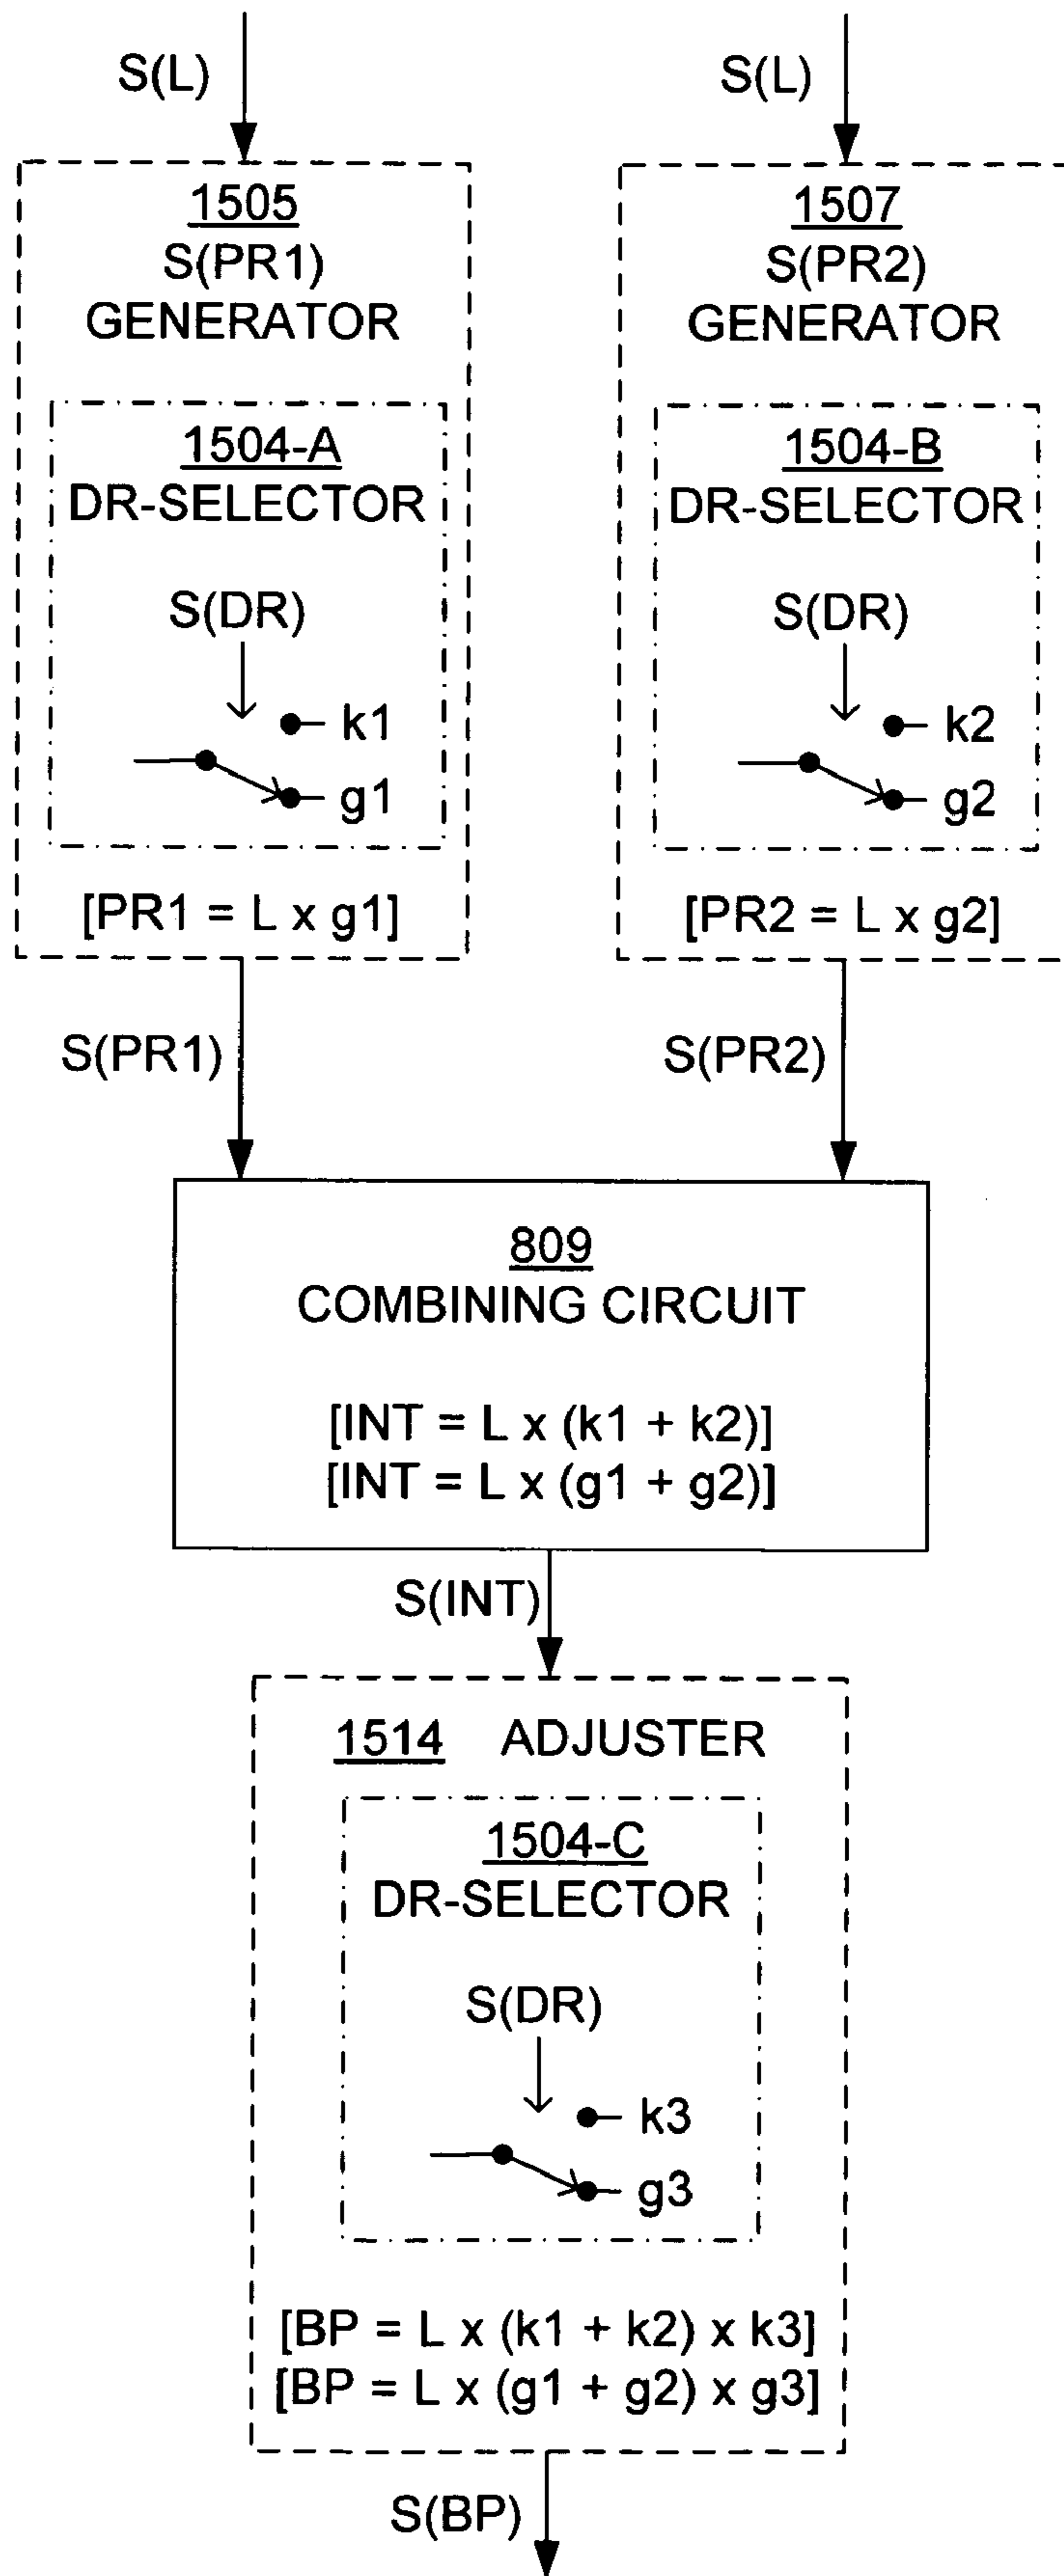 S(L)
S(L)
1505
S(PR1)
GENERATOR
1504-A
DR-SELECTOR
S(DR)
k1
g1
[PR1 = L x g1]
1507
S(PR2)
GENERATOR
1504-B
DR-SELECTOR
S(DR)
k2
g2
[PR2 = L x g2]
S(PR1)
S(PR2)
809
COMBINING CIRCUIT
[INT = L x (k1 + k2)]
[INT = L x (g1 + g2)]
S(INT)
1514 ADJUSTER
1504-C
DR-SELECTOR
S(DR)
k3
g3
[BP = L x (k1 + k2) x k3]
[BP = L x (g1 + g2) x g3]
S(BP)